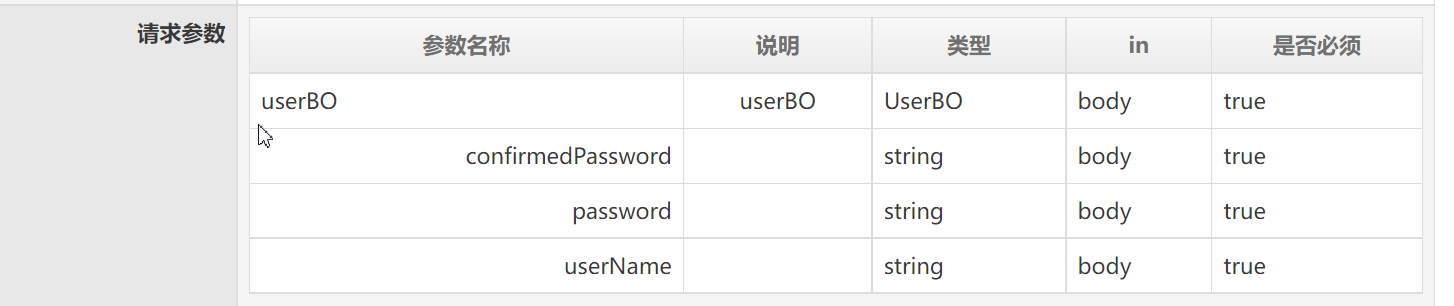 请求参数
参数名称 说明 类型 in 是否必须
userBO userBO UserBO body true
confirmedPassword string body true
password string body true
userName string body true